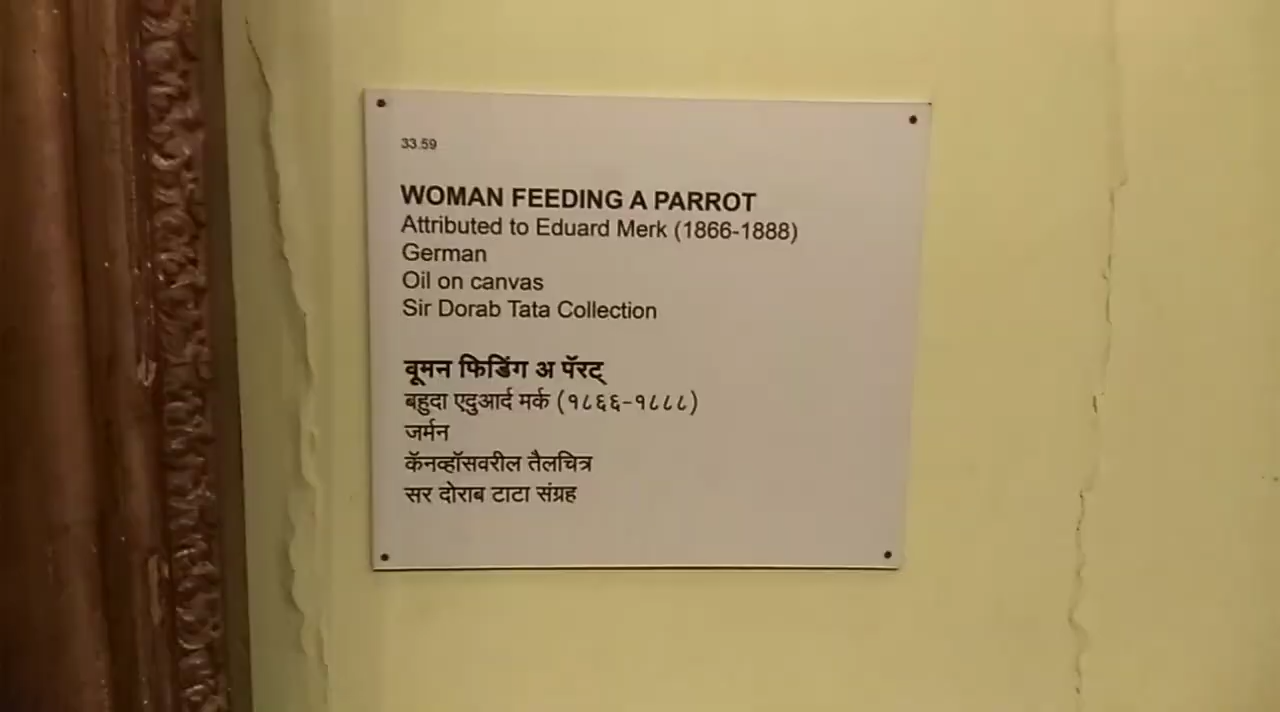 33.59
WOMAN FEEDING A PARROT
Attributed to Eduard Merk (1866-1888)
German
Oil on canvas
Sir Dorab Tata Collection
वूमन फिडिंग अ पॅरट्
बहुदा एदुआर्द मर्क (१८६६-१८८८)
जर्मन
कॅनव्हॉसवरील तैलचित्र
सर दोराब टाटा संग्रह